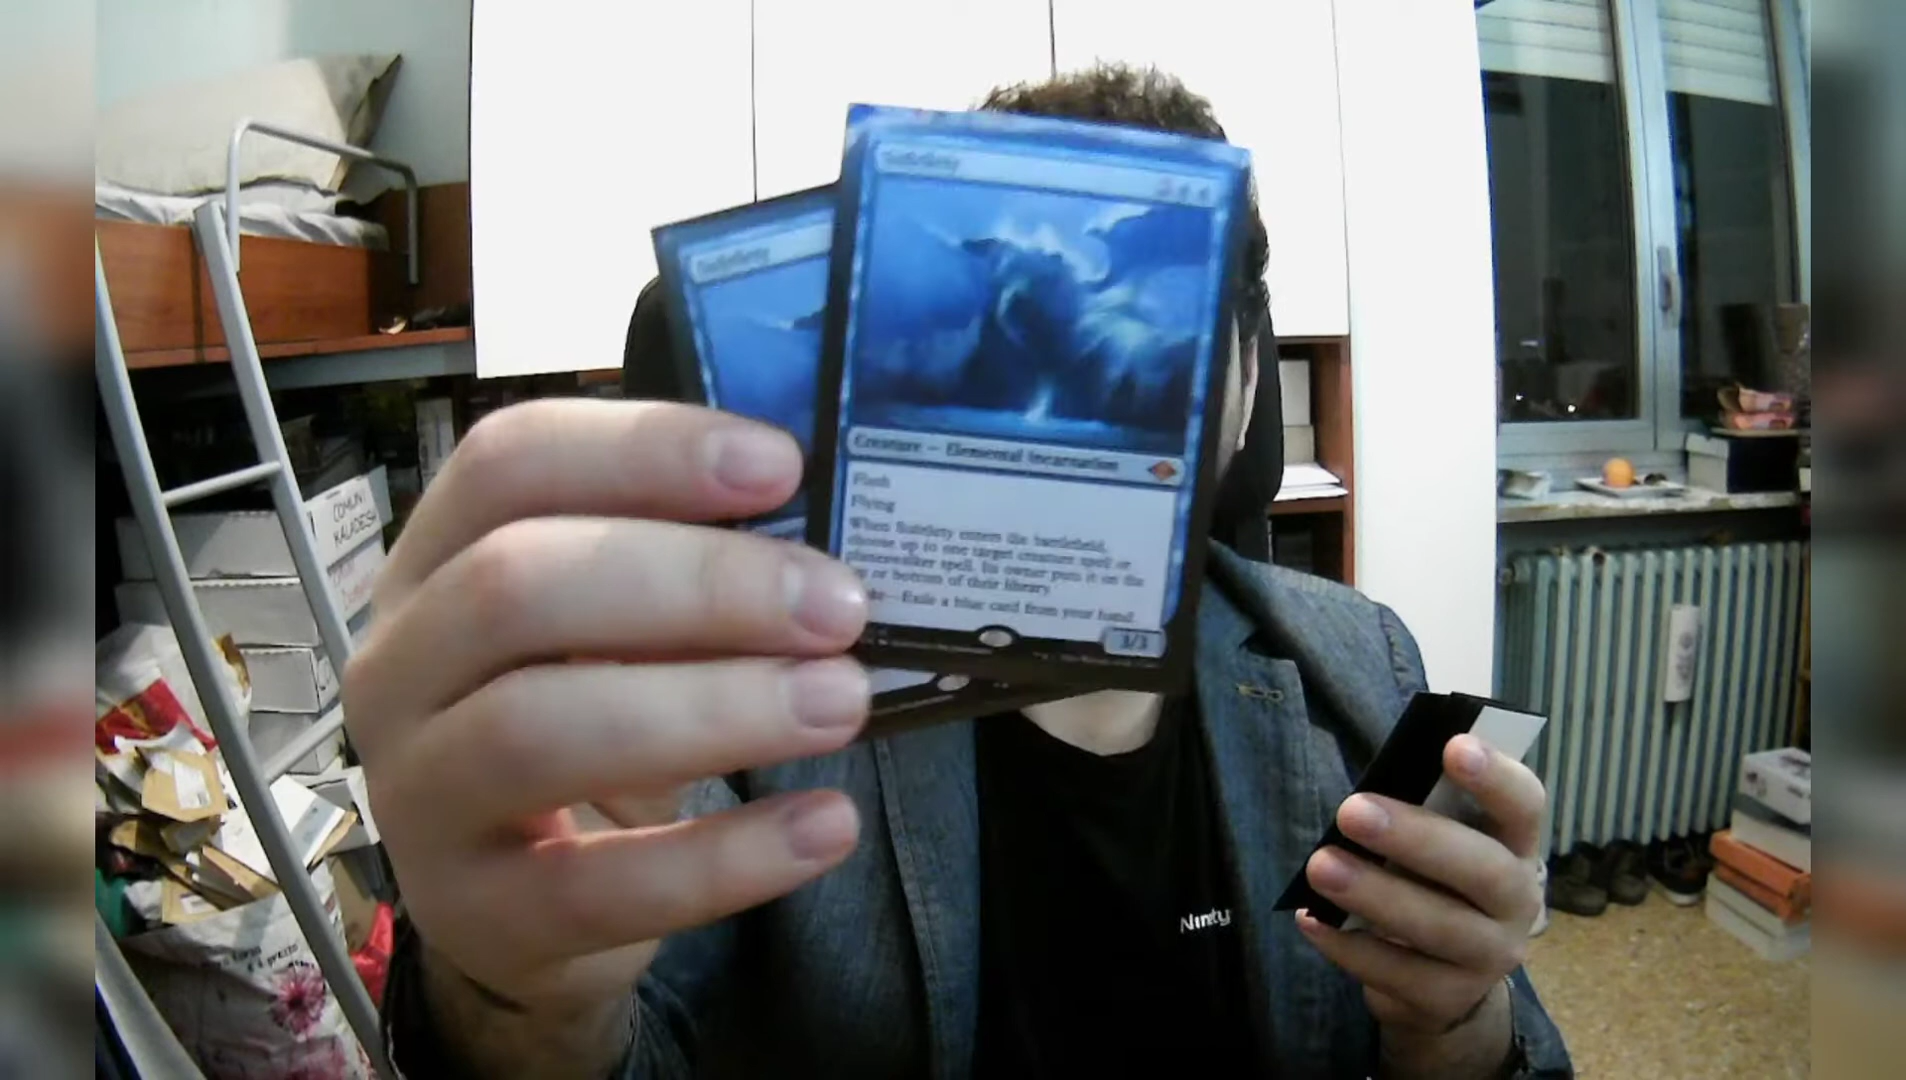 Subtlety
Subtlety
Creature — Elemental Incarnation
Flash
Flying
When Subtlety enters the battlefield,
choose up to one target creature spell or
planeswalker spell. Its owner puts it on the
or bottom of their library.
—Exile a blue card from your hand.
3/3
COMUNI
KALADESH
Ninety